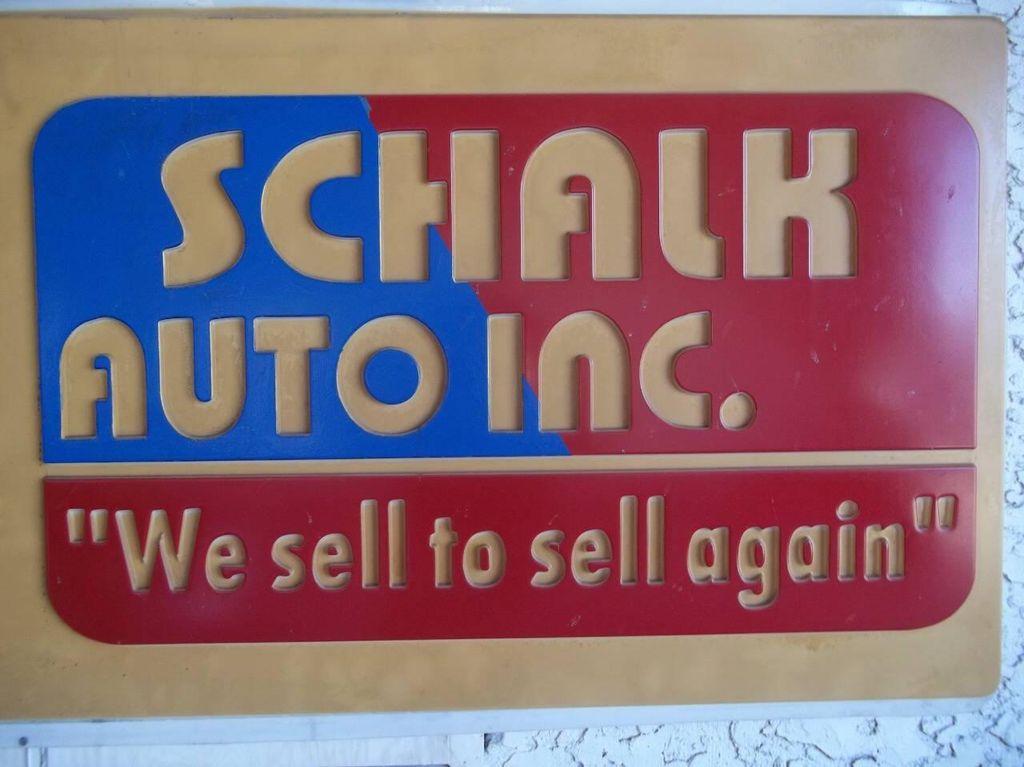 SCHALK
AUTO INC.
"We sell to sell again"